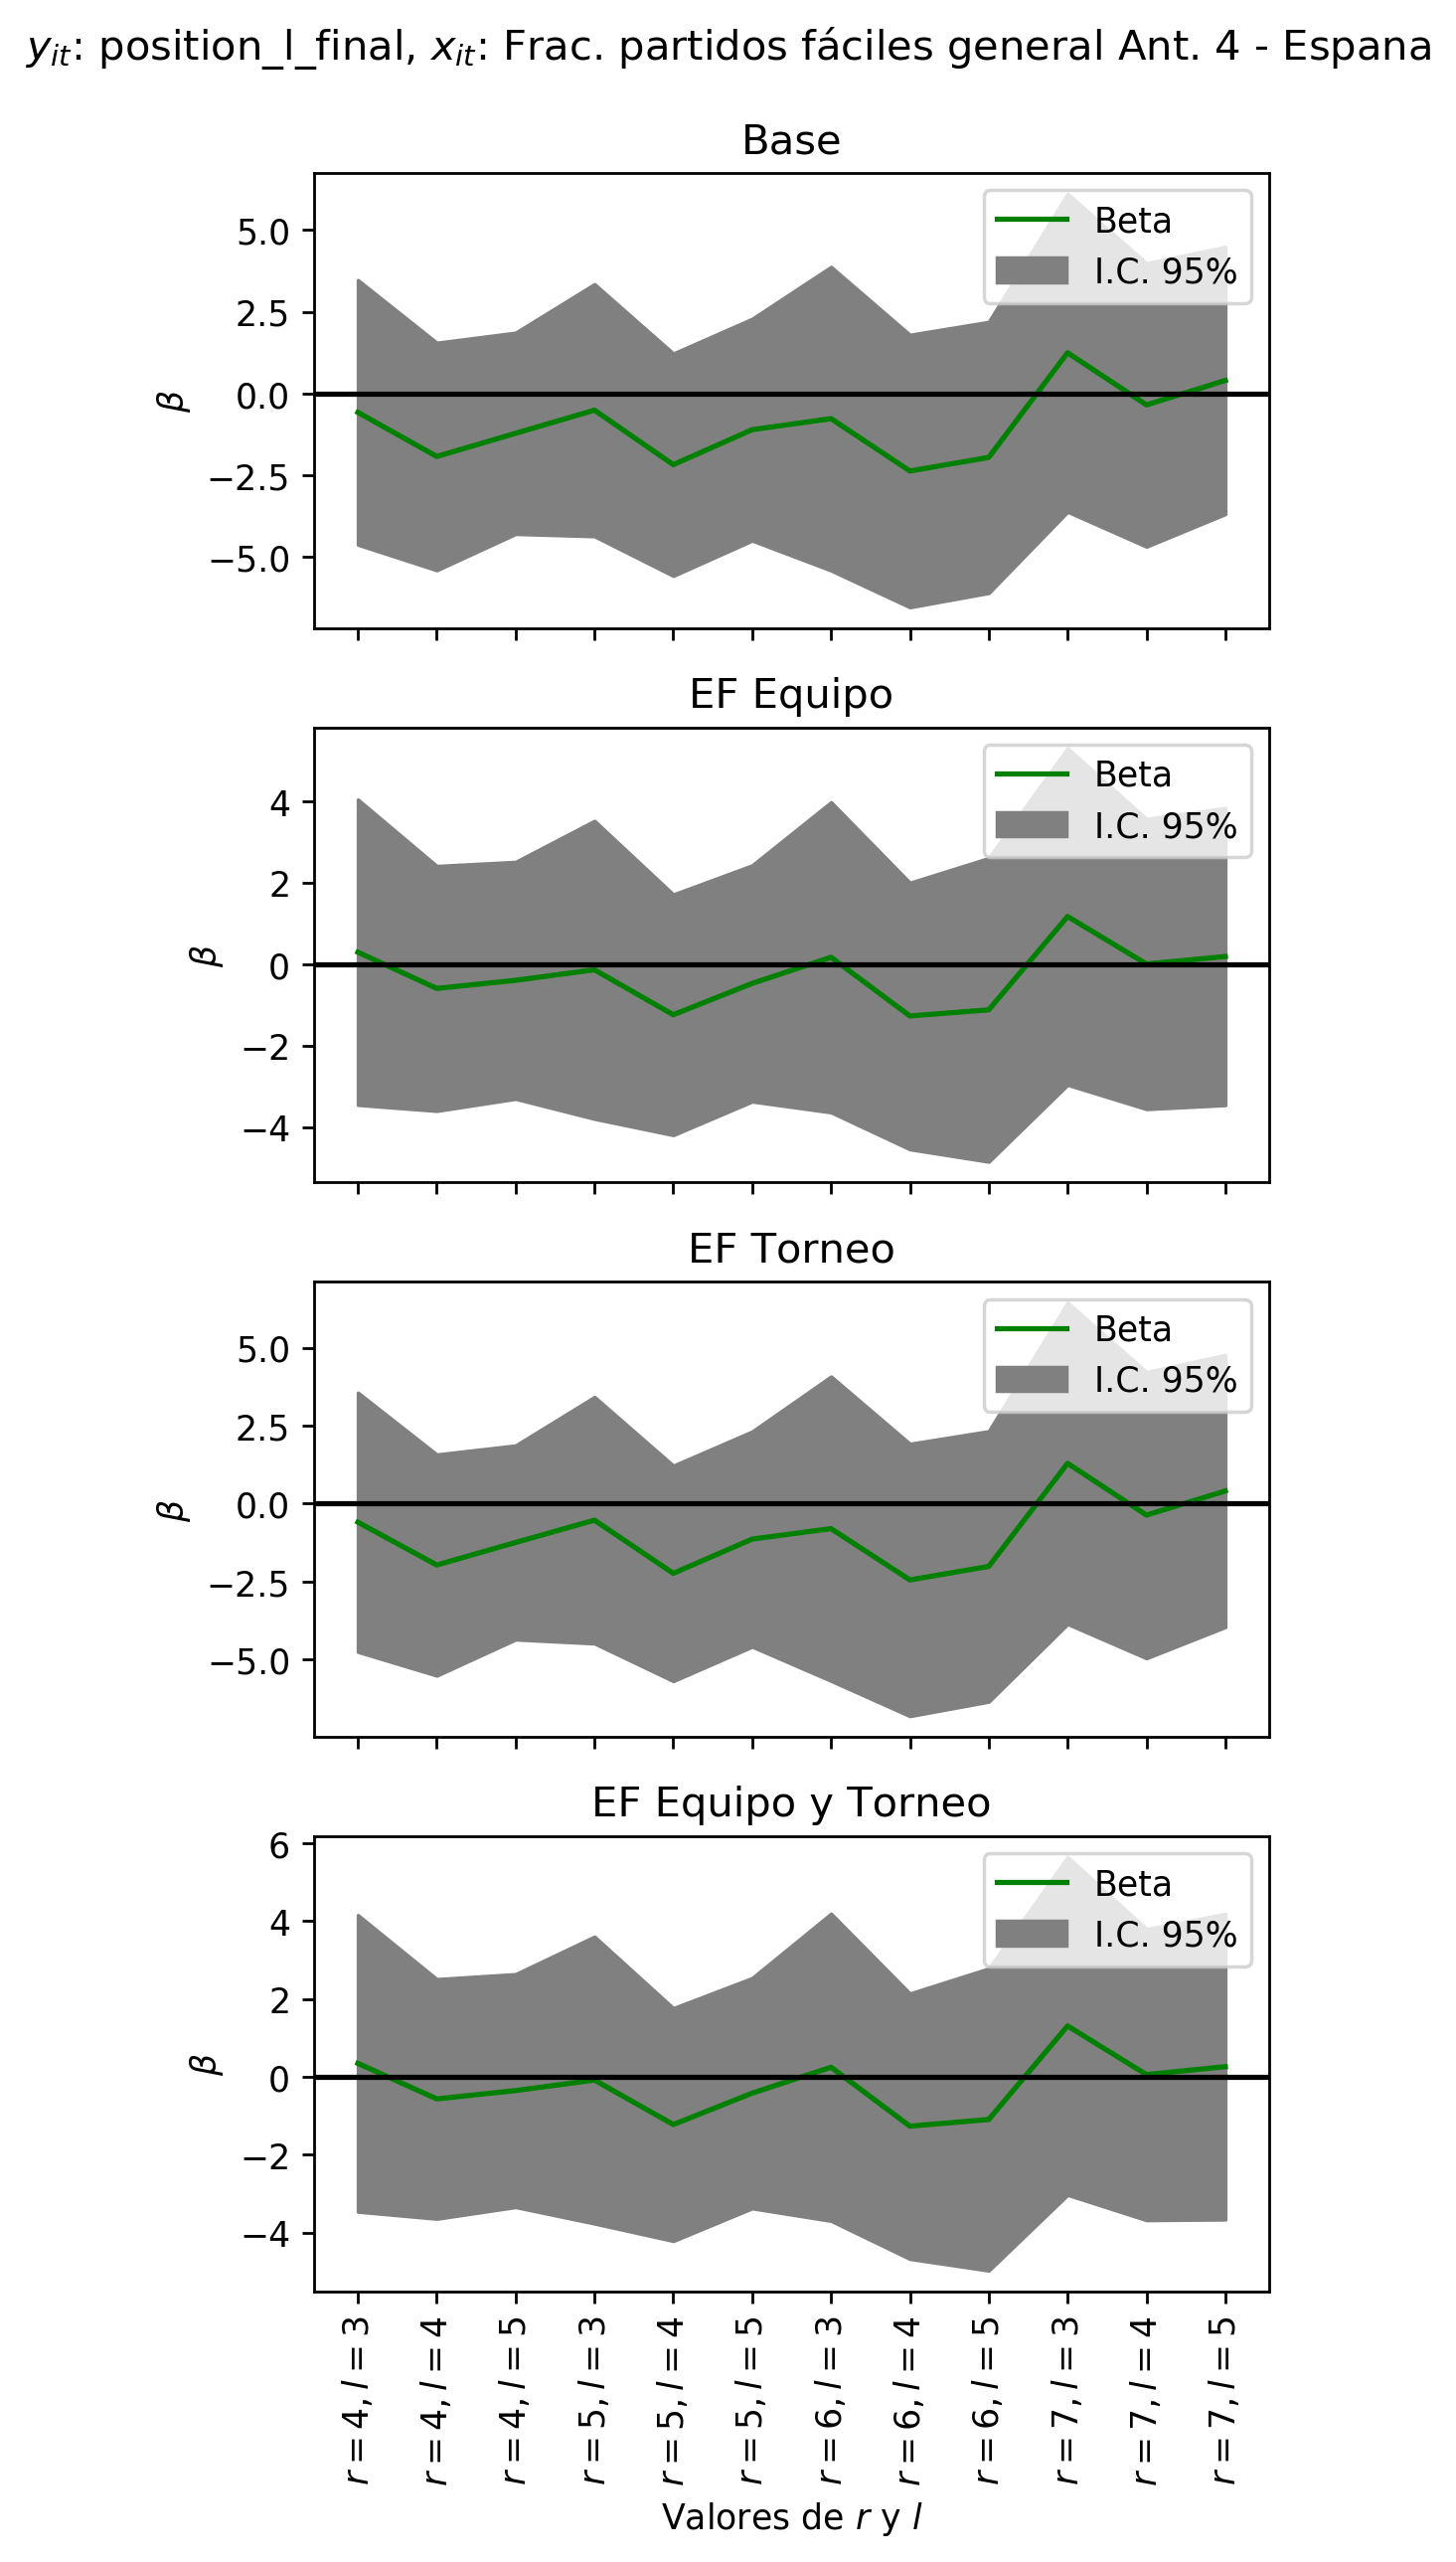 y_it: position_l_final, x_it: Frac. partidos fáciles general Ant. 4 - Espana
Base
5.0
2.5
0.0
−2.5
−5.0
β
Beta
I.C. 95%
EF Equipo
4
2
0
−2
−4
β
Beta
I.C. 95%
EF Torneo
5.0
2.5
0.0
−2.5
−5.0
β
Beta
I.C. 95%
EF Equipo y Torneo
6
4
2
0
−2
−4
β
Beta
I.C. 95%
r = 4, l = 3
r = 4, l = 4
r = 4, l = 5
r = 5, l = 3
r = 5, l = 4
r = 5, l = 5
r = 6, l = 3
r = 6, l = 4
r = 6, l = 5
r = 7, l = 3
r = 7, l = 4
r = 7, l = 5
Valores de r y l